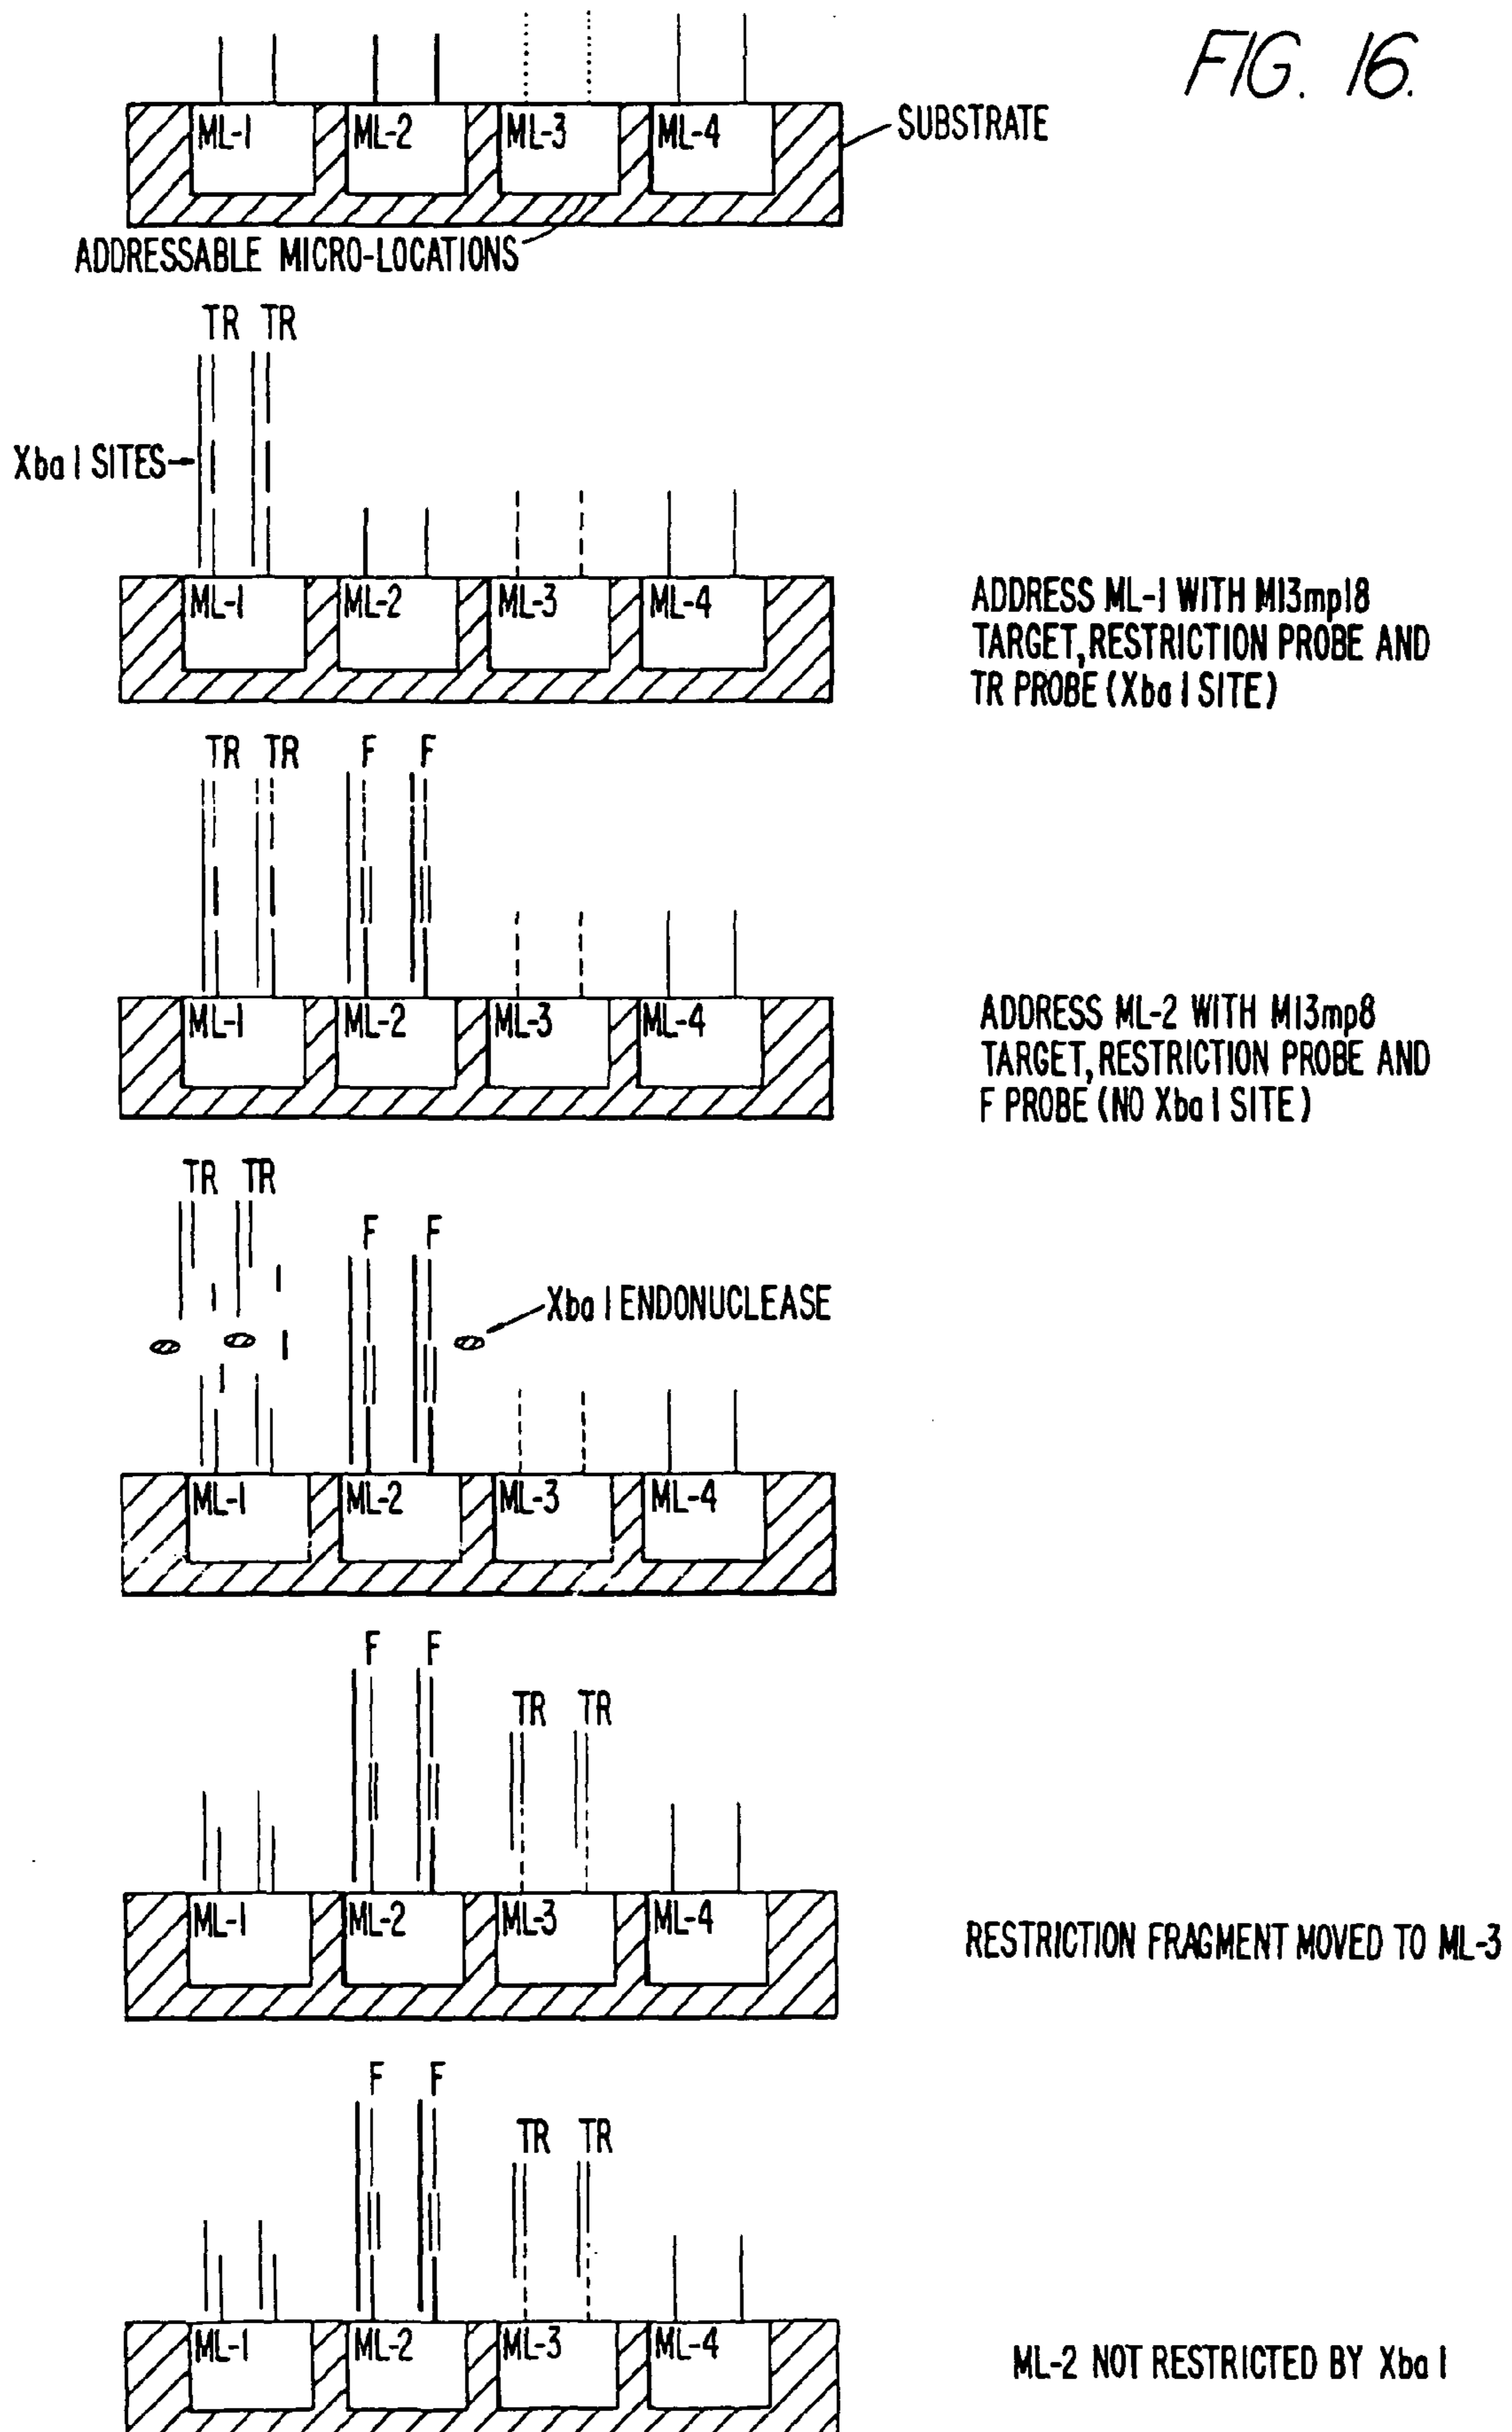 FIG. 16.
ML-1 ML-2 ML-3 ML-4
SUBSTRATE
ADDRESSABLE MICRO-LOCATIONS
TR TR
Xba I SITES
ML-1 ML-2 ML-3 ML-4
ADDRESS ML-1 WITH M13mp18
TARGET, RESTRICTION PROBE AND
TR PROBE (Xba I SITE)
TR TR F F
ML-1 ML-2 ML-3 ML-4
ADDRESS ML-2 WITH M13mp8
TARGET, RESTRICTION PROBE AND
F PROBE (NO Xba I SITE)
TR TR
F F
Xba I ENDONUCLEASE
ML-1 ML-2 ML-3 ML-4
F F
TR TR
ML-1 ML-2 ML-3 ML-4
RESTRICTION FRAGMENT MOVED TO ML-3
F F
TR TR
ML-1 ML-2 ML-3 ML-4
ML-2 NOT RESTRICTED BY Xba I